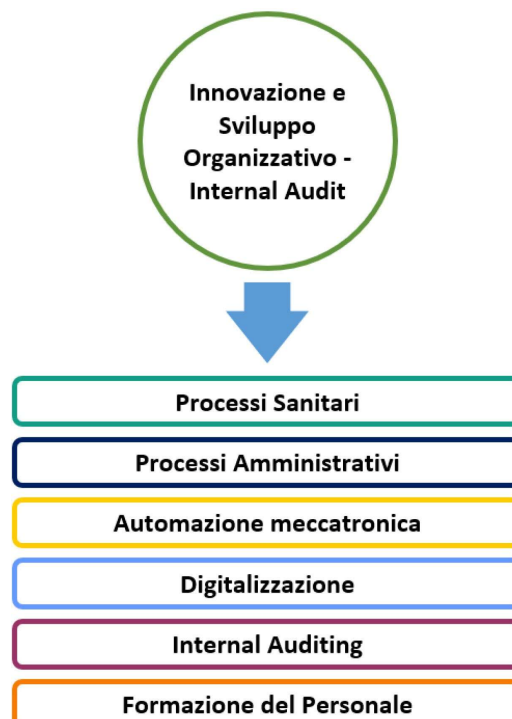 Innovazione e
Sviluppo
Organizzativo -
Internal Audit
Processi Sanitari
Processi Amministrativi
Automazione meccatronica
Digitalizzazione
Internal Auditing
Formazione del Personale